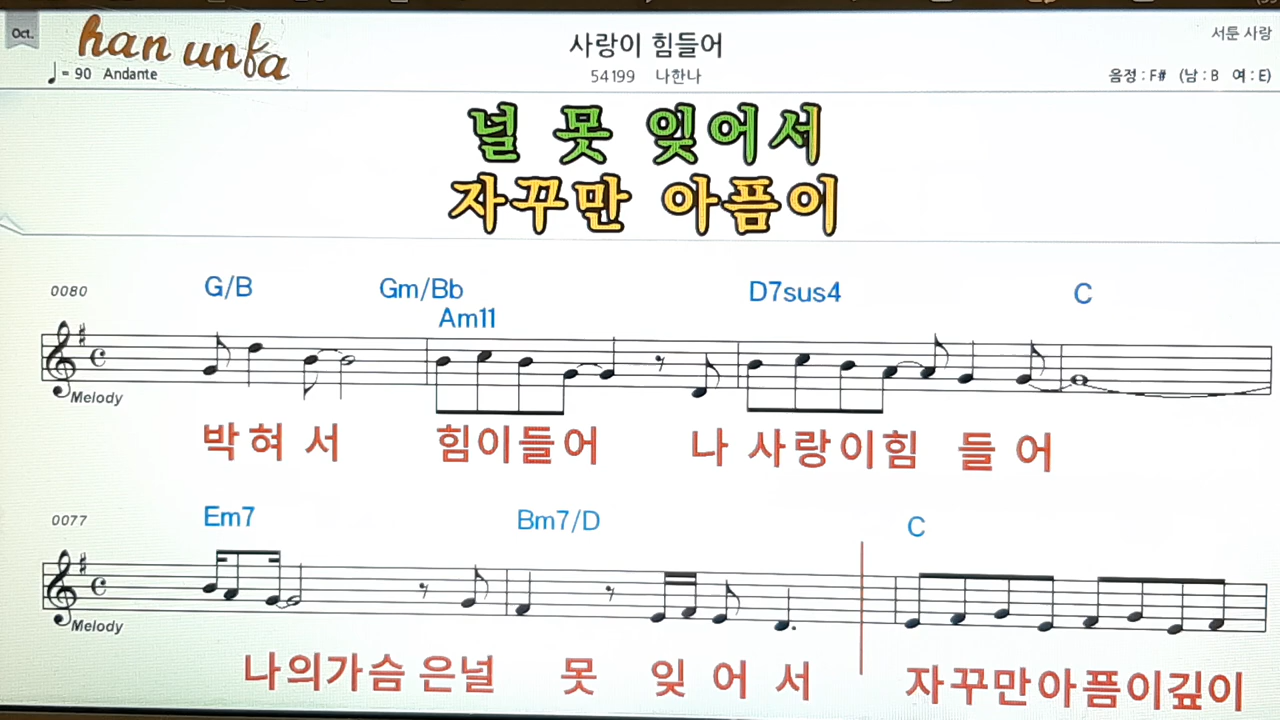 Oct.
han unfa
사랑이 힘들어
서툰 사랑
♩= 90 Andante
54199 나한나
음정 : F# (남 : B 여 : E)
널 못 잊어서
자꾸만 아픔이
0080
G/B Gm/Bb D7sus4 C
Am11
Melody
박혀 서 힘이들어 나 사랑이힘 들 어
0077
Em7 Bm7/D C
Melody
나의가슴 은널 못 잊 어 서 자꾸만아픔이깊이